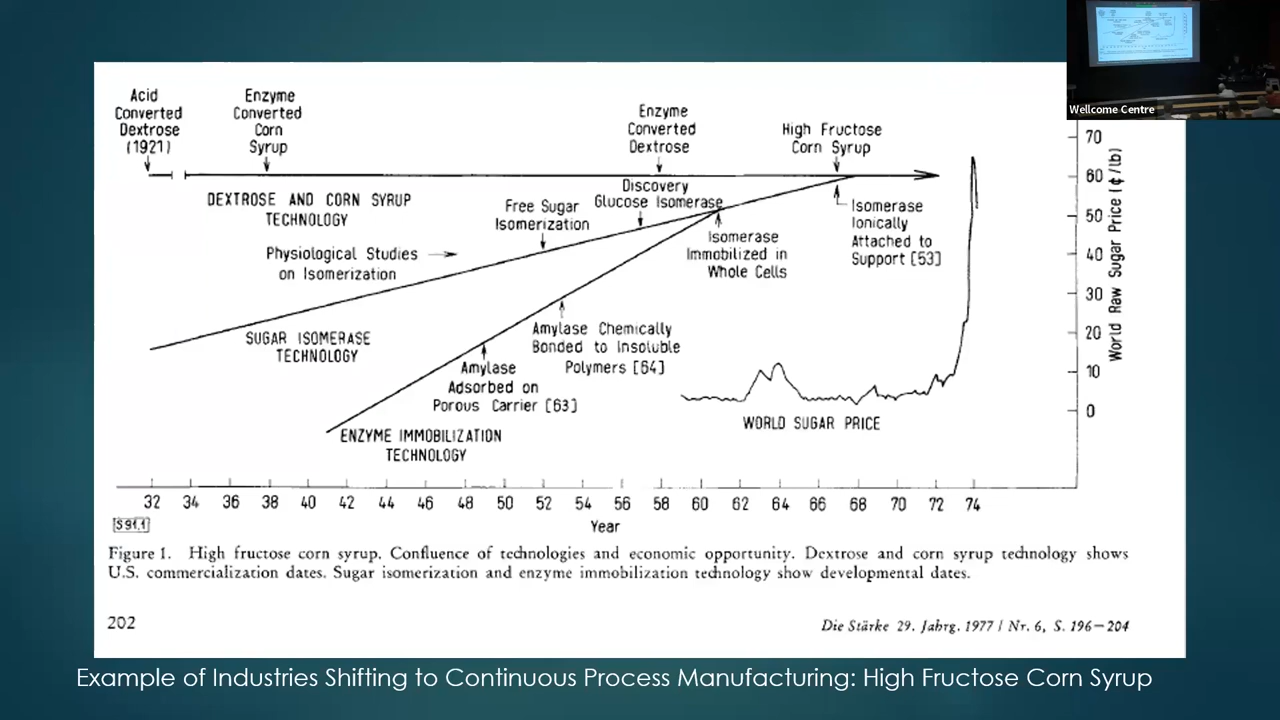 Wellcome Centre
Acid
Converted
Dextrose
(1921)
Enzyme
Converted
Corn
Syrup
Enzyme
Converted
Dextrose
High Fructose
Corn Syrup
DEXTROSE AND CORN SYRUP
TECHNOLOGY
Discovery
Glucose Isomerase
Free Sugar
Isomerization
Physiological Studies
on Isomerization
Isomerase
Immobilized in
Whole Cells
Isomerase
Ionically
Attached to
Support [53]
SUGAR ISOMERASE
TECHNOLOGY
Amylase Chemically
Bonded to Insoluble
Polymers [64]
Amylase
Adsorbed on
Porous Carrier [63]
ENZYME IMMOBILIZATION
TECHNOLOGY
WORLD SUGAR PRICE
70
60
50
40
30
20
10
0
World Raw Sugar Price (¢/lb)
32 34 36 38 40 42 44 46 48 50 52 54 56 58 60 62 64 66 68 70 72 74
Year
S 91.1
Figure 1. High fructose corn syrup. Confluence of technologies and economic opportunity. Dextrose and corn syrup technology shows
U.S. commercialization dates. Sugar isomerization and enzyme immobilization technology show developmental dates.
202
Die Stärke 29. Jahrg. 1977 / Nr. 6, S. 196–204
Example of Industries Shifting to Continuous Process Manufacturing: High Fructose Corn Syrup